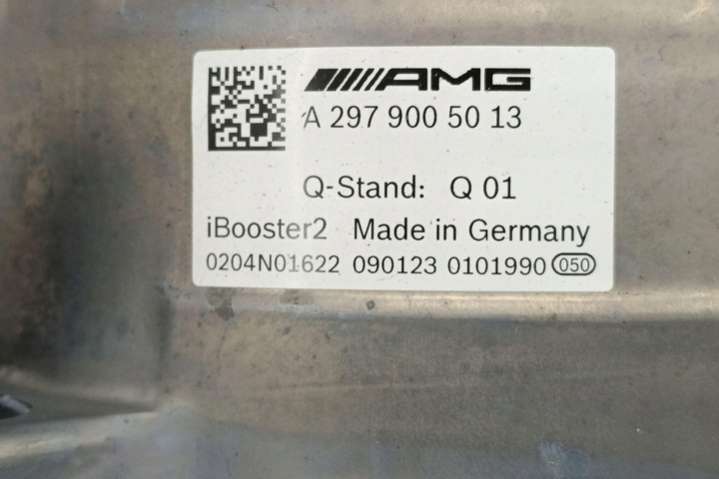 AMG
A 297 900 50 13
Q-Stand: Q 01
iBooster2 Made in Germany
0204N01622 090123 0101990 050